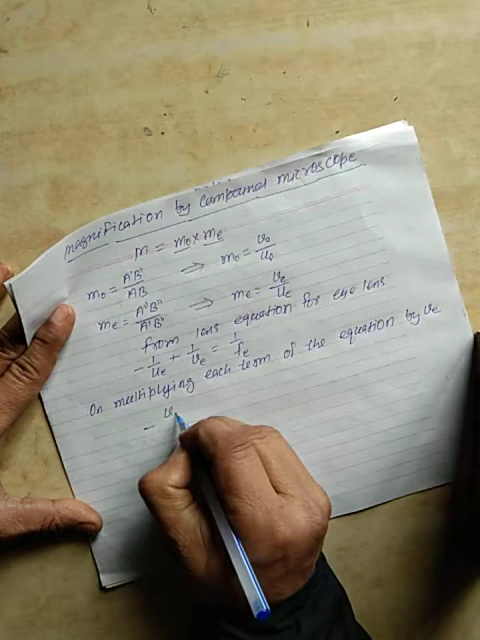 magnification by compound microscope
m = mo × me
mo = A'B'/AB ⇒ mo = vo/uo
me = A"B"/A'B' ⇒ me = ve/ue
from lens equation for eye lens
- 1/ue + 1/ve = 1/fe
On multiplying each term of the equation by ve
-